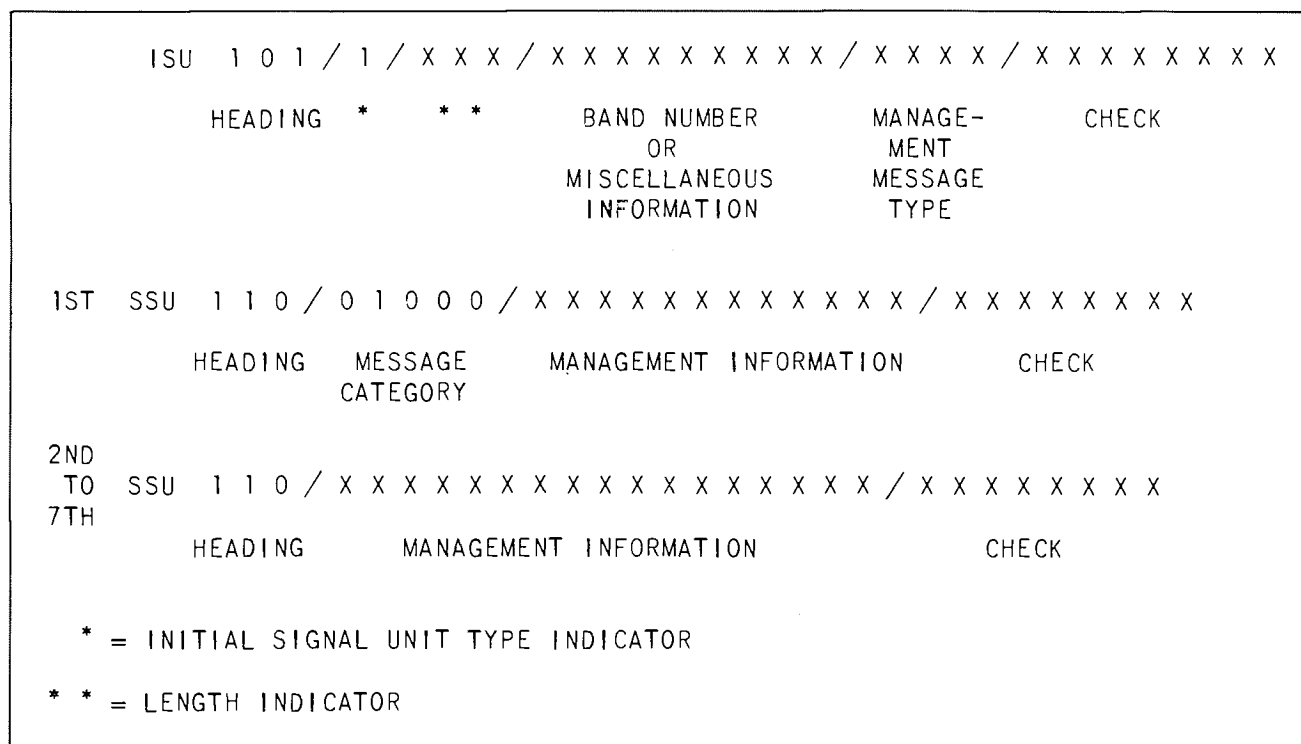 ISU 1 0 1 / 1 / X X X / X X X X X X X X X / X X X X / X X X X X X X X
HEADING * * * BAND NUMBER MANAGE- CHECK
OR MENT
MISCELLANEOUS MESSAGE
INFORMATION TYPE
1ST SSU 1 1 0 / 0 1 0 0 0 / X X X X X X X X X X X X / X X X X X X X X
HEADING MESSAGE MANAGEMENT INFORMATION CHECK
CATEGORY
2ND
TO SSU 1 1 0 / X X X X X X X X X X X X X X X X X / X X X X X X X X
7TH
HEADING MANAGEMENT INFORMATION CHECK
* = INITIAL SIGNAL UNIT TYPE INDICATOR
* * = LENGTH INDICATOR